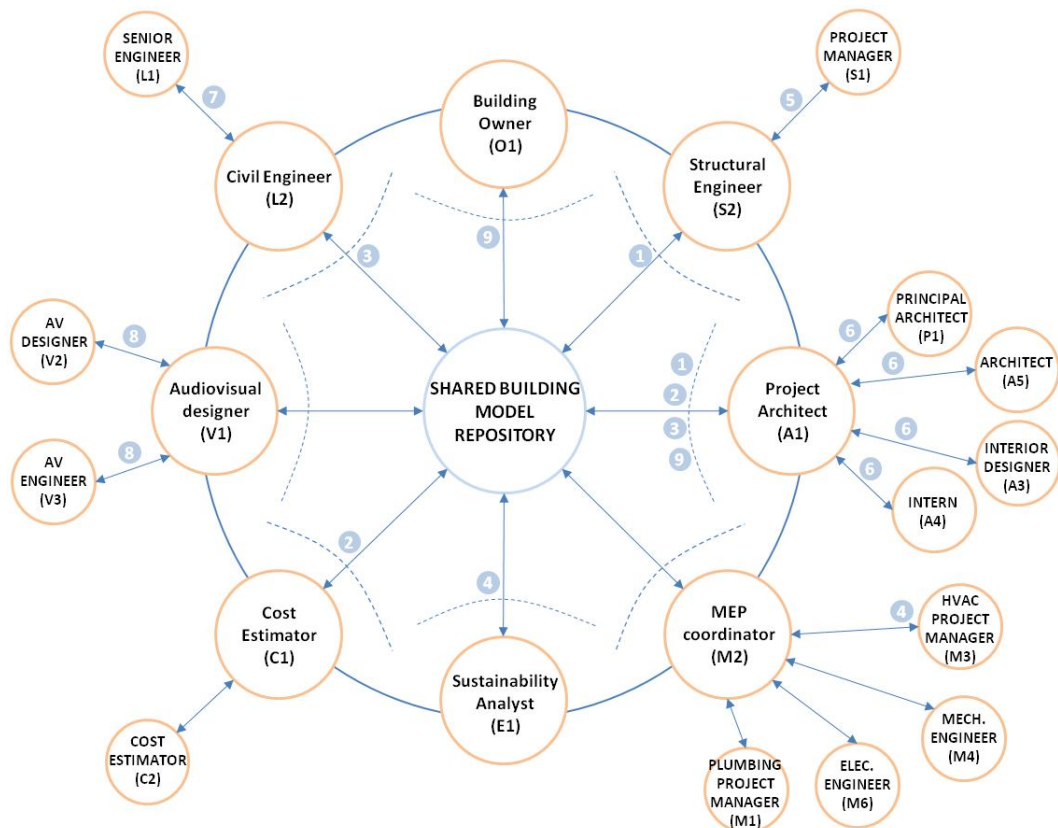 SENIOR
ENGINEER
(L1)
7
Civil Engineer
(L2)
3
Building
Owner
(O1)
9
PROJECT
MANAGER
(S1)
5
Structural
Engineer
(S2)
1
PRINCIPAL
ARCHITECT
(P1)
6
ARCHITECT
(A5)
6
INTERIOR
DESIGNER
(A3)
6
INTERN
(A4)
6
Project
Architect
(A1)
1
2
3
9
SHARED BUILDING
MODEL
REPOSITORY
AV
DESIGNER
(V2)
8
Audiovisual
designer
(V1)
AV
ENGINEER
(V3)
8
2
Cost
Estimator
(C1)
COST
ESTIMATOR
(C2)
4
Sustainability
Analyst
(E1)
MEP
coordinator
(M2)
4
HVAC
PROJECT
MANAGER
(M3)
MECH.
ENGINEER
(M4)
ELEC.
ENGINEER
(M6)
PLUMBING
PROJECT
MANAGER
(M1)